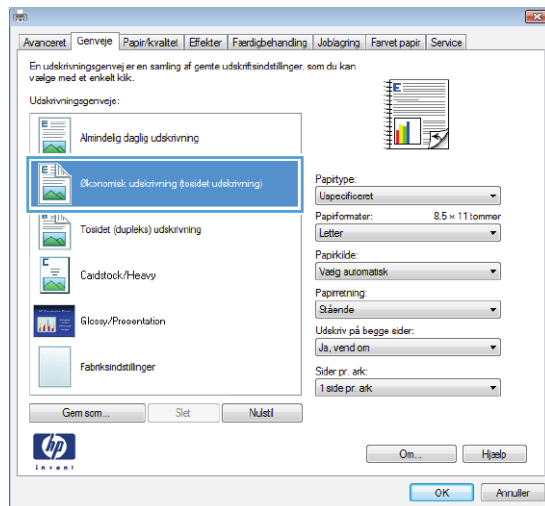 Avanceret Genveje Papir/kvalitet Effekter Færdigbehandling Joblagring Farvet papir Service
En udskrivningsgenvej er en samling af gemte udskriftsindstillinger, som du kan
vælge med et enkelt klik.
Udskrivningsgenveje:
Almindelig daglig udskrivning
Økonomisk udskrivning (tosidet udskrivning)
Tosidet (dupleks) udskrivning
Cardstock/Heavy
Glossy/Presentation
Fabriksindstillinger
Gem som... Slet Nulstil
Papirtype:
Uspecificeret
Papirformater: 8.5 × 11 tommer
Letter
Papirkilde:
Vælg automatisk
Papirretning:
Stående
Udskriv på begge sider:
Ja, vend om
Sider pr. ark:
1 side pr. ark
hp
invent
Om... Hjælp
OK Annuller